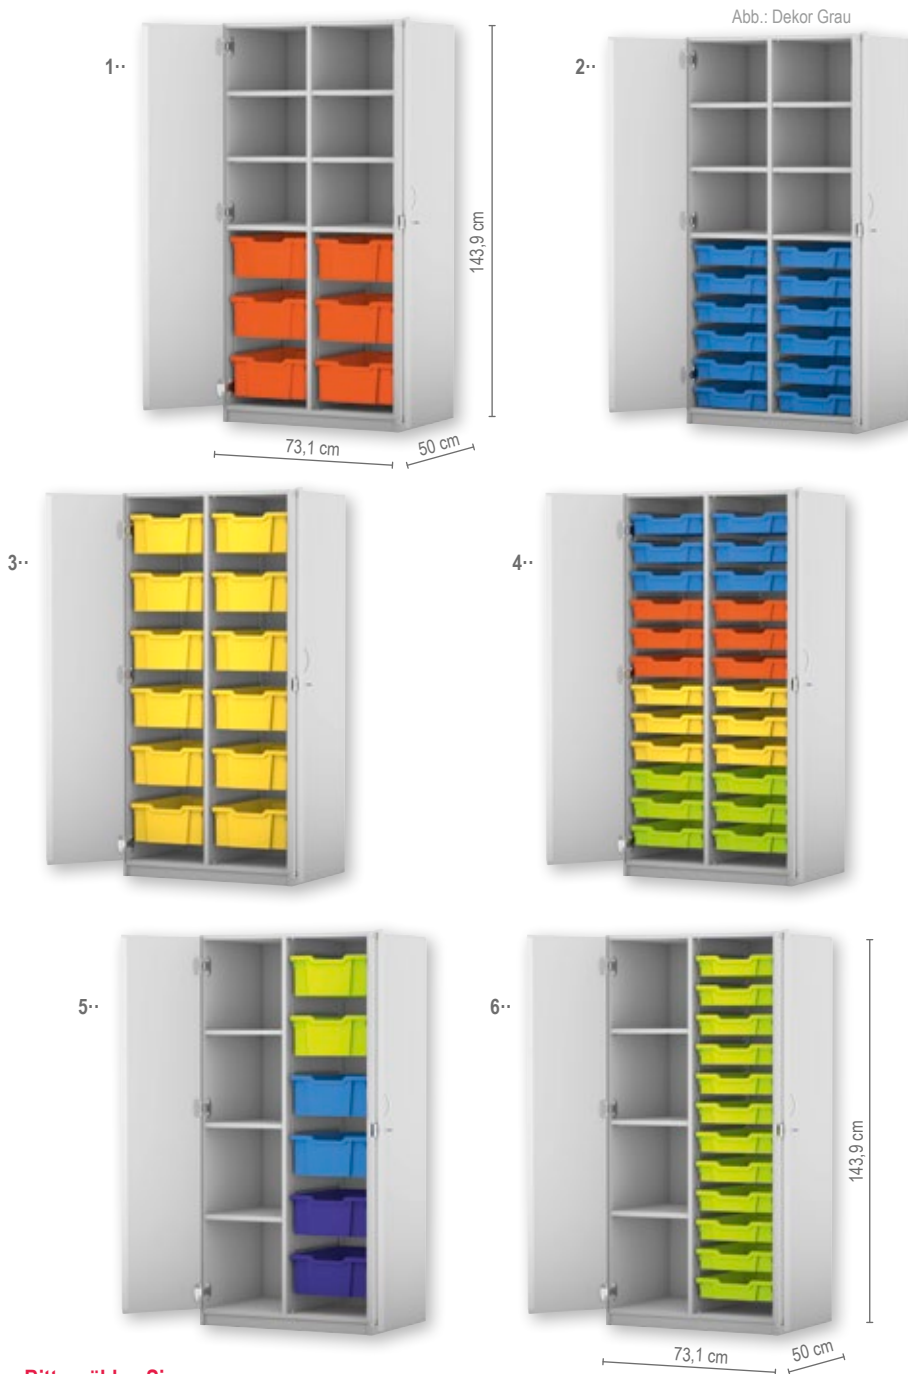 Abb.: Dekor Grau
1··
2··
143,9 cm
73,1 cm
50 cm
3··
4··
5··
6··
143,9 cm
73,1 cm
50 cm